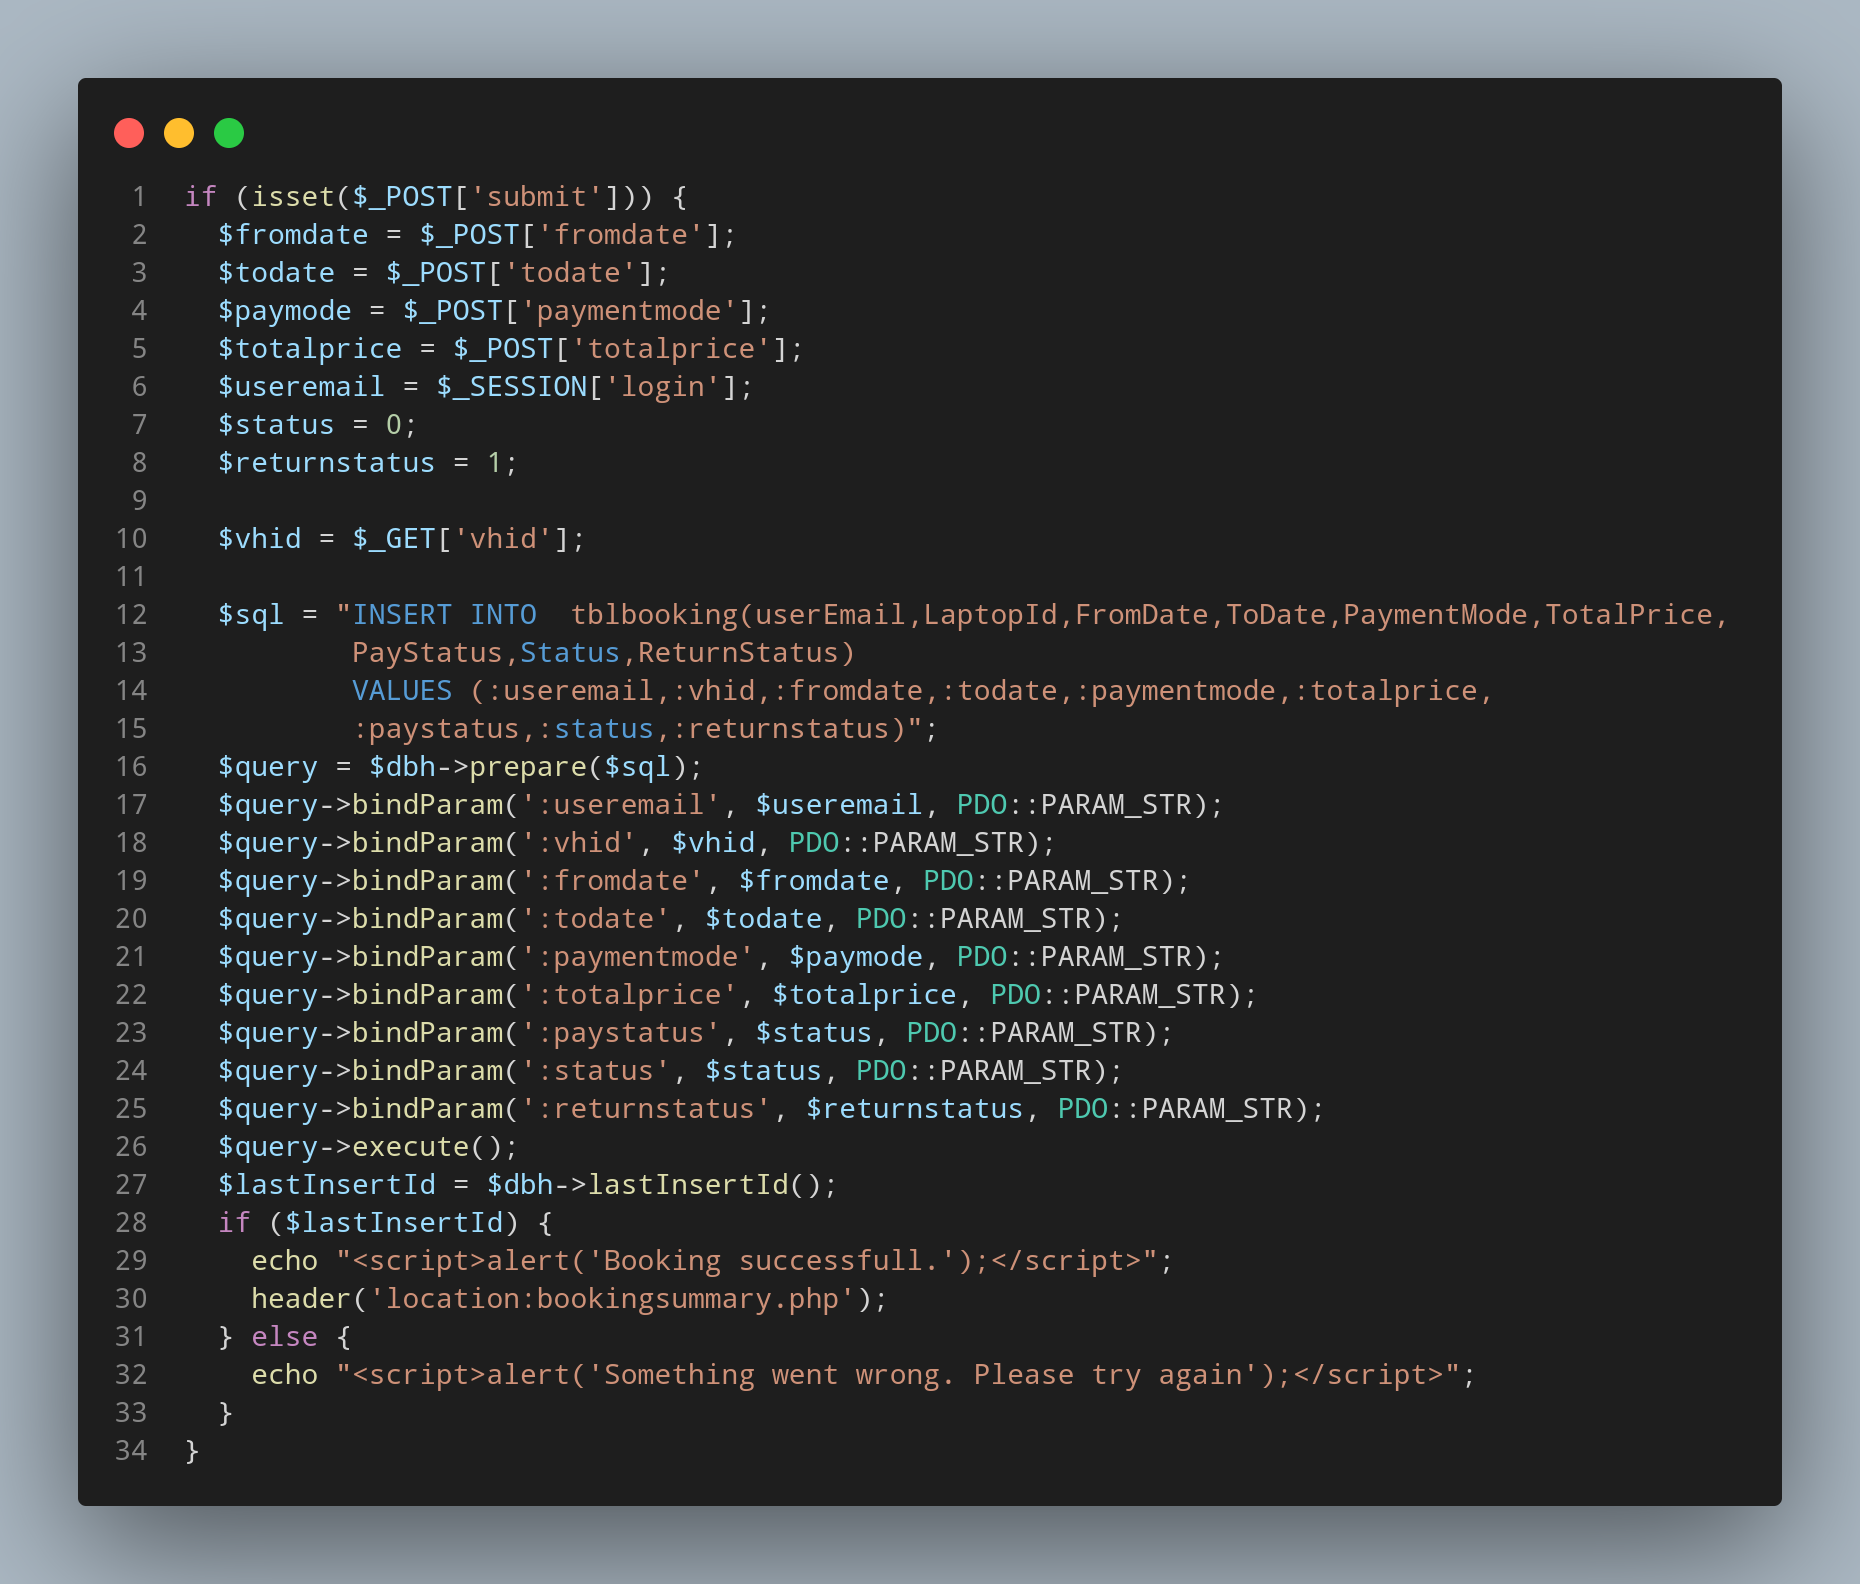 1 if (isset($_POST['submit'])) {
2   $fromdate = $_POST['fromdate'];
3   $todate = $_POST['todate'];
4   $paymode = $_POST['paymentmode'];
5   $totalprice = $_POST['totalprice'];
6   $useremail = $_SESSION['login'];
7   $status = 0;
8   $returnstatus = 1;
9
10   $vhid = $_GET['vhid'];
11
12   $sql = "INSERT INTO  tblbooking(userEmail,LaptopId,FromDate,ToDate,PaymentMode,TotalPrice,
13           PayStatus,Status,ReturnStatus)
14           VALUES (:useremail,:vhid,:fromdate,:todate,:paymentmode,:totalprice,
15           :paystatus,:status,:returnstatus)";
16   $query = $dbh->prepare($sql);
17   $query->bindParam(':useremail', $useremail, PDO::PARAM_STR);
18   $query->bindParam(':vhid', $vhid, PDO::PARAM_STR);
19   $query->bindParam(':fromdate', $fromdate, PDO::PARAM_STR);
20   $query->bindParam(':todate', $todate, PDO::PARAM_STR);
21   $query->bindParam(':paymentmode', $paymode, PDO::PARAM_STR);
22   $query->bindParam(':totalprice', $totalprice, PDO::PARAM_STR);
23   $query->bindParam(':paystatus', $status, PDO::PARAM_STR);
24   $query->bindParam(':status', $status, PDO::PARAM_STR);
25   $query->bindParam(':returnstatus', $returnstatus, PDO::PARAM_STR);
26   $query->execute();
27   $lastInsertId = $dbh->lastInsertId();
28   if ($lastInsertId) {
29     echo "<script>alert('Booking successfull.');</script>";
30     header('location:bookingsummary.php');
31   } else {
32     echo "<script>alert('Something went wrong. Please try again');</script>";
33   }
34 }